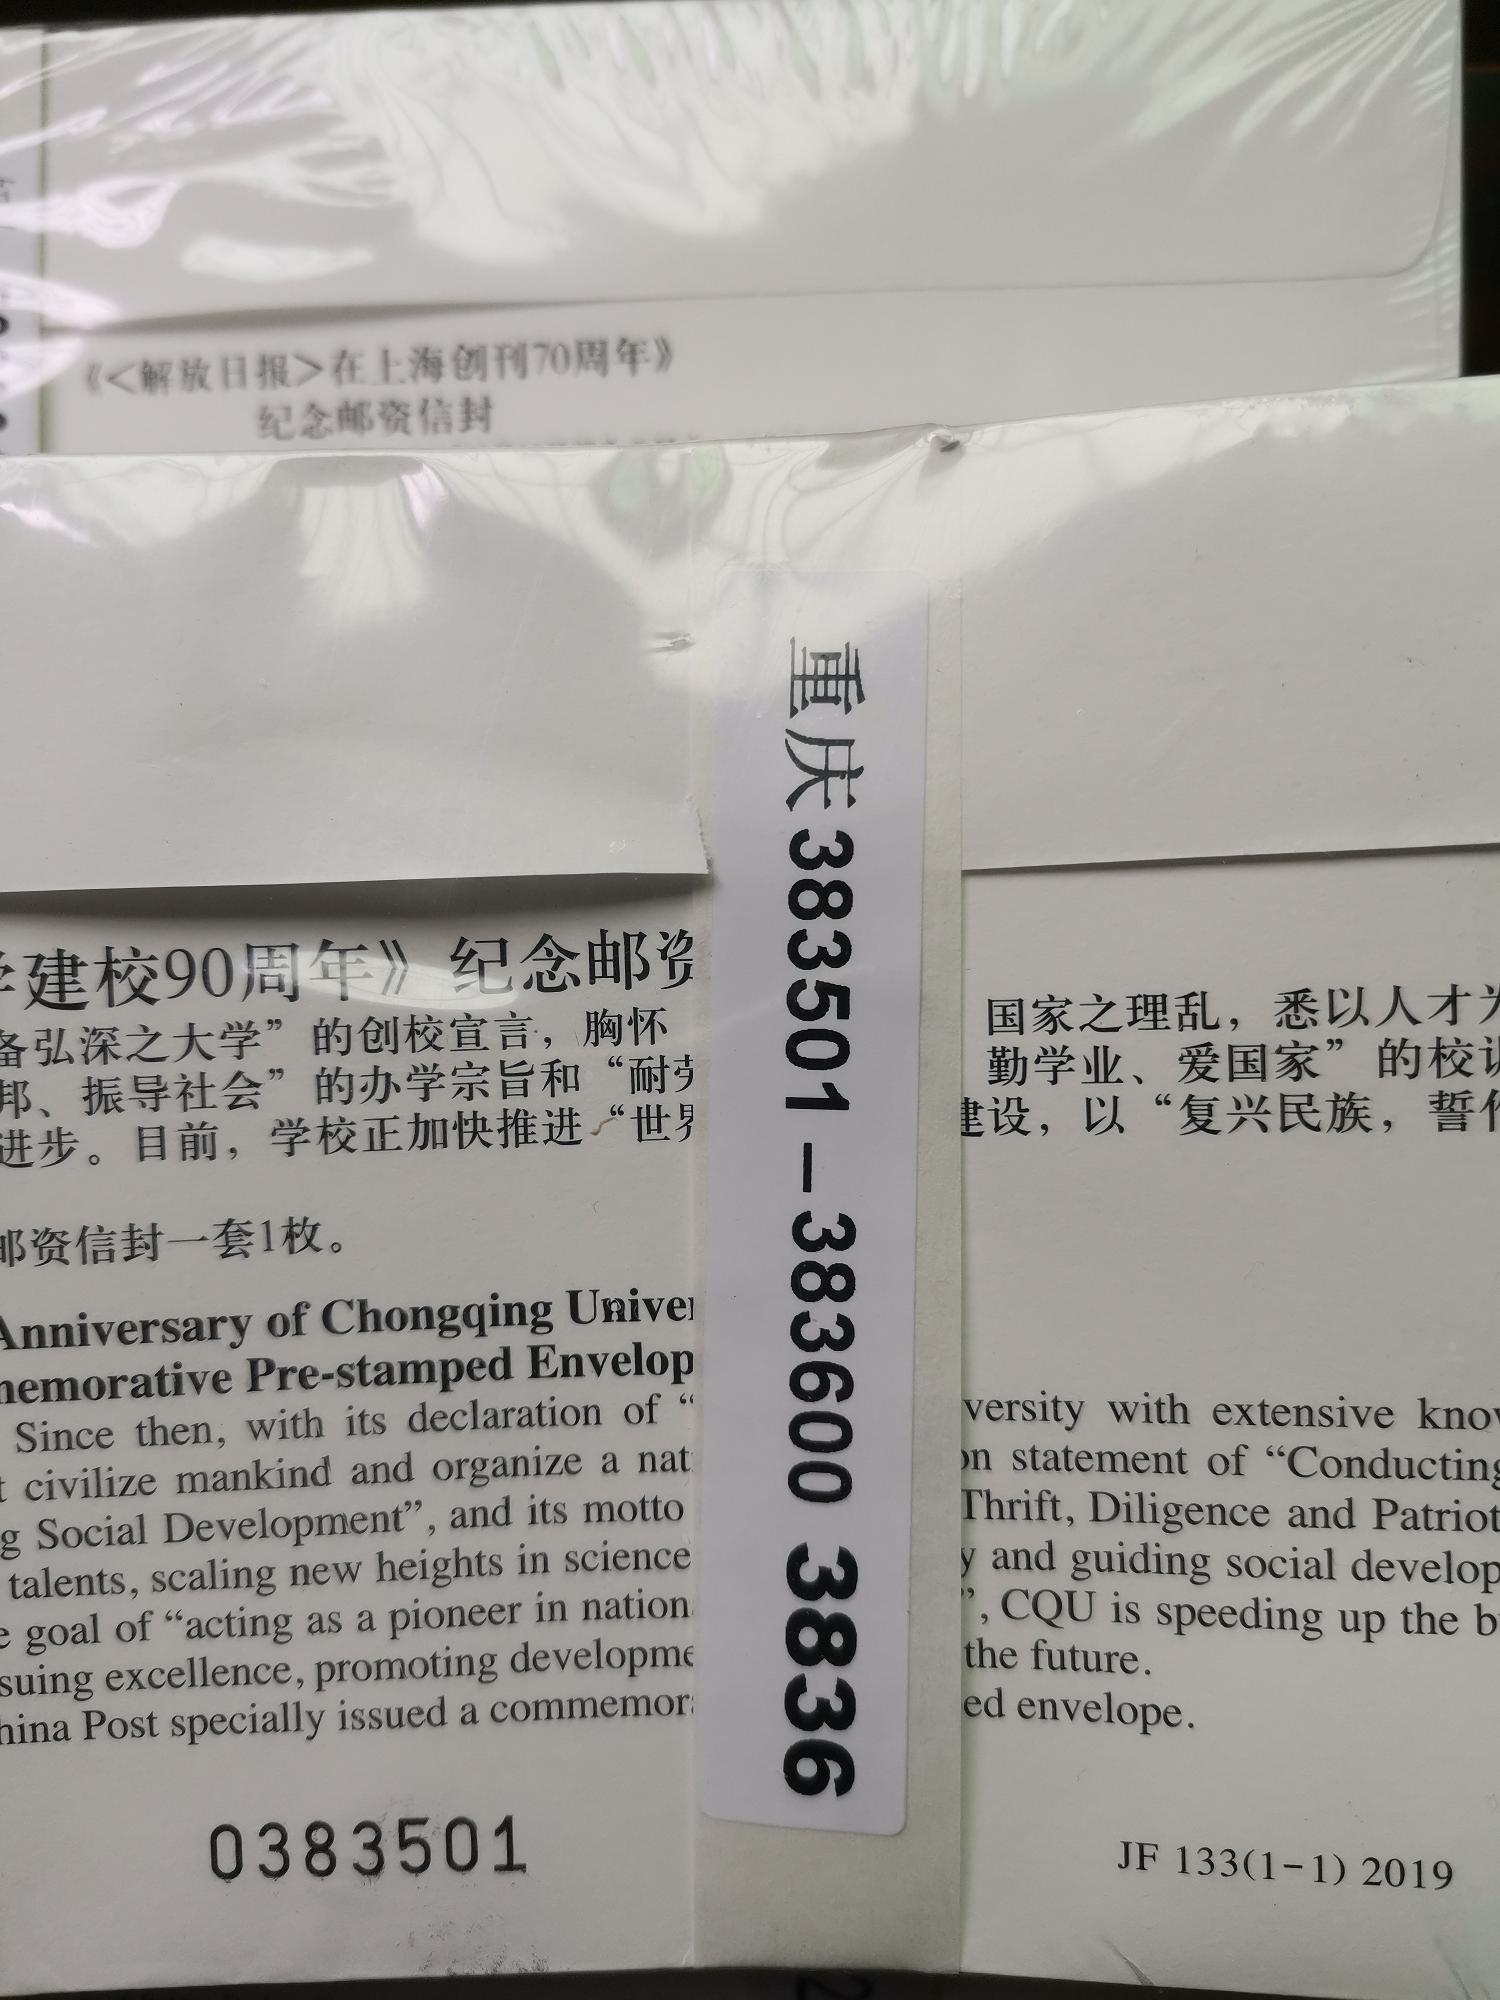 《<解放日报>在上海创刊70周年》
纪念邮资信封
重庆383501-383600 3836
建校90周年》纪念邮资
备弘深之大学”的创校宣言，胸怀
国家之理乱，悉以人才为
邦、振导社会”的办学宗旨和“耐劳
勤学业、爱国家”的校训
进步。目前，学校正加快推进“世界
建设，以“复兴民族，誓作
邮资信封一套1枚。
Anniversary of Chongqing Univer
nemorative Pre-stamped Envelop
Since then, with its declaration of “
versity with extensive know
t civilize mankind and organize a nat
on statement of “Conducting
g Social Development”, and its motto
Thrift, Diligence and Patriot
talents, scaling new heights in science
y and guiding social develop
e goal of “acting as a pioneer in nation
”, CQU is speeding up the b
suing excellence, promoting developme
the future.
hina Post specially issued a commemora
ed envelope.
0383501
JF 133(1-1) 2019